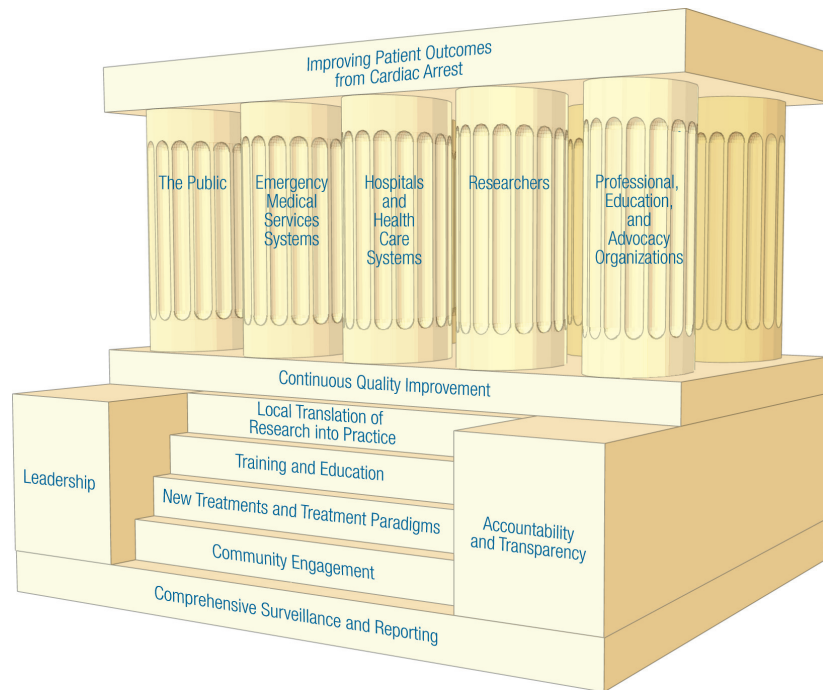 Improving Patient Outcomes
from Cardiac Arrest
The Public
Emergency
Medical
Services
Systems
Hospitals
and
Health
Care
Systems
Researchers
Professional,
Education,
and
Advocacy
Organizations
Continuous Quality Improvement
Local Translation of
Research into Practice
Training and Education
New Treatments and Treatment Paradigms
Community Engagement
Leadership
Accountability
and Transparency
Comprehensive Surveillance and Reporting